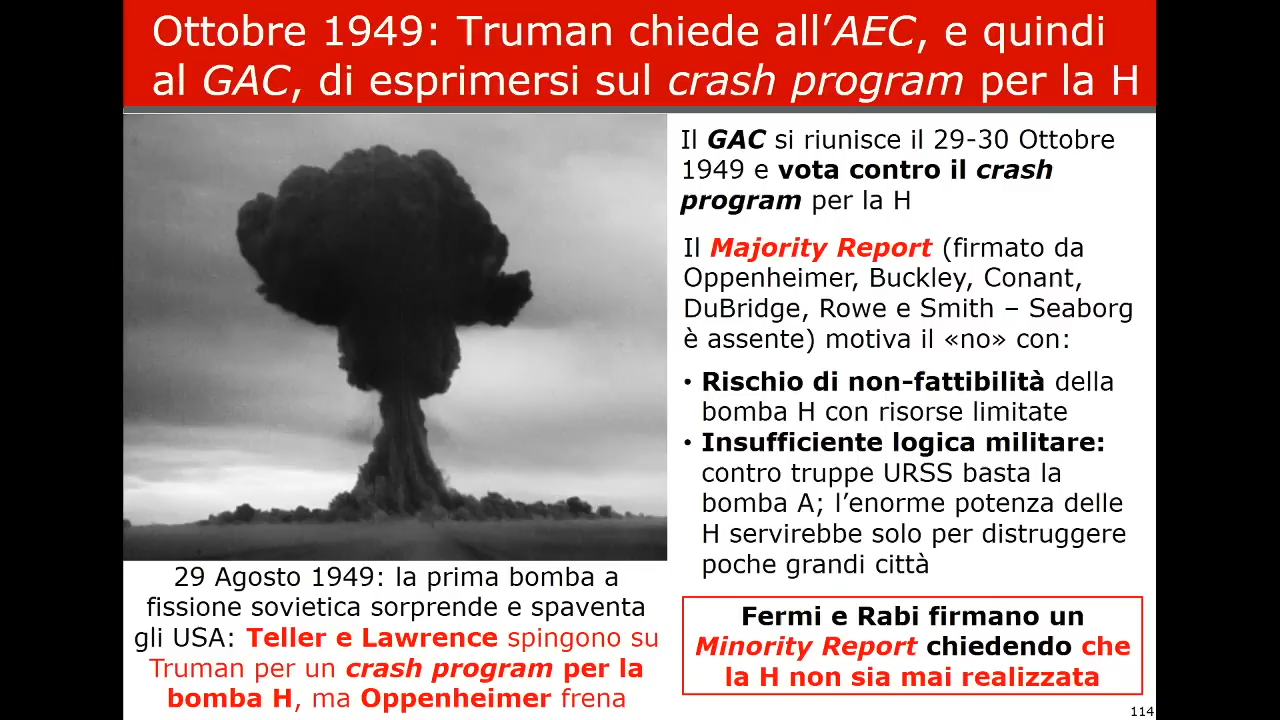 Ottobre 1949: Truman chiede all’AEC, e quindi
al GAC, di esprimersi sul crash program per la H
Il GAC si riunisce il 29-30 Ottobre
1949 e vota contro il crash
program per la H
Il Majority Report (firmato da
Oppenheimer, Buckley, Conant,
DuBridge, Rowe e Smith – Seaborg
è assente) motiva il «no» con:
• Rischio di non-fattibilità della
bomba H con risorse limitate
• Insufficiente logica militare:
contro truppe URSS basta la
bomba A; l’enorme potenza delle
H servirebbe solo per distruggere
poche grandi città
29 Agosto 1949: la prima bomba a
fissione sovietica sorprende e spaventa
gli USA: Teller e Lawrence spingono su
Truman per un crash program per la
bomba H, ma Oppenheimer frena
Fermi e Rabi firmano un
Minority Report chiedendo che
la H non sia mai realizzata
114